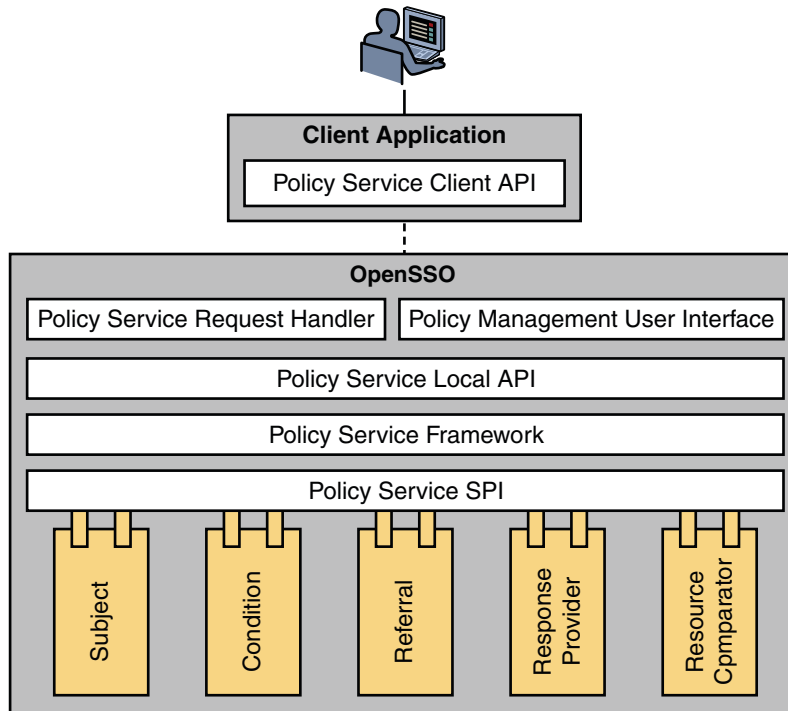 Client Application
Policy Service Client API
OpenSSO
Policy Service Request Handler
Policy Management User Interface
Policy Service Local API
Policy Service Framework
Policy Service SPI
Subject
Condition
Referral
Response
Provider
Resource
Cpmparator